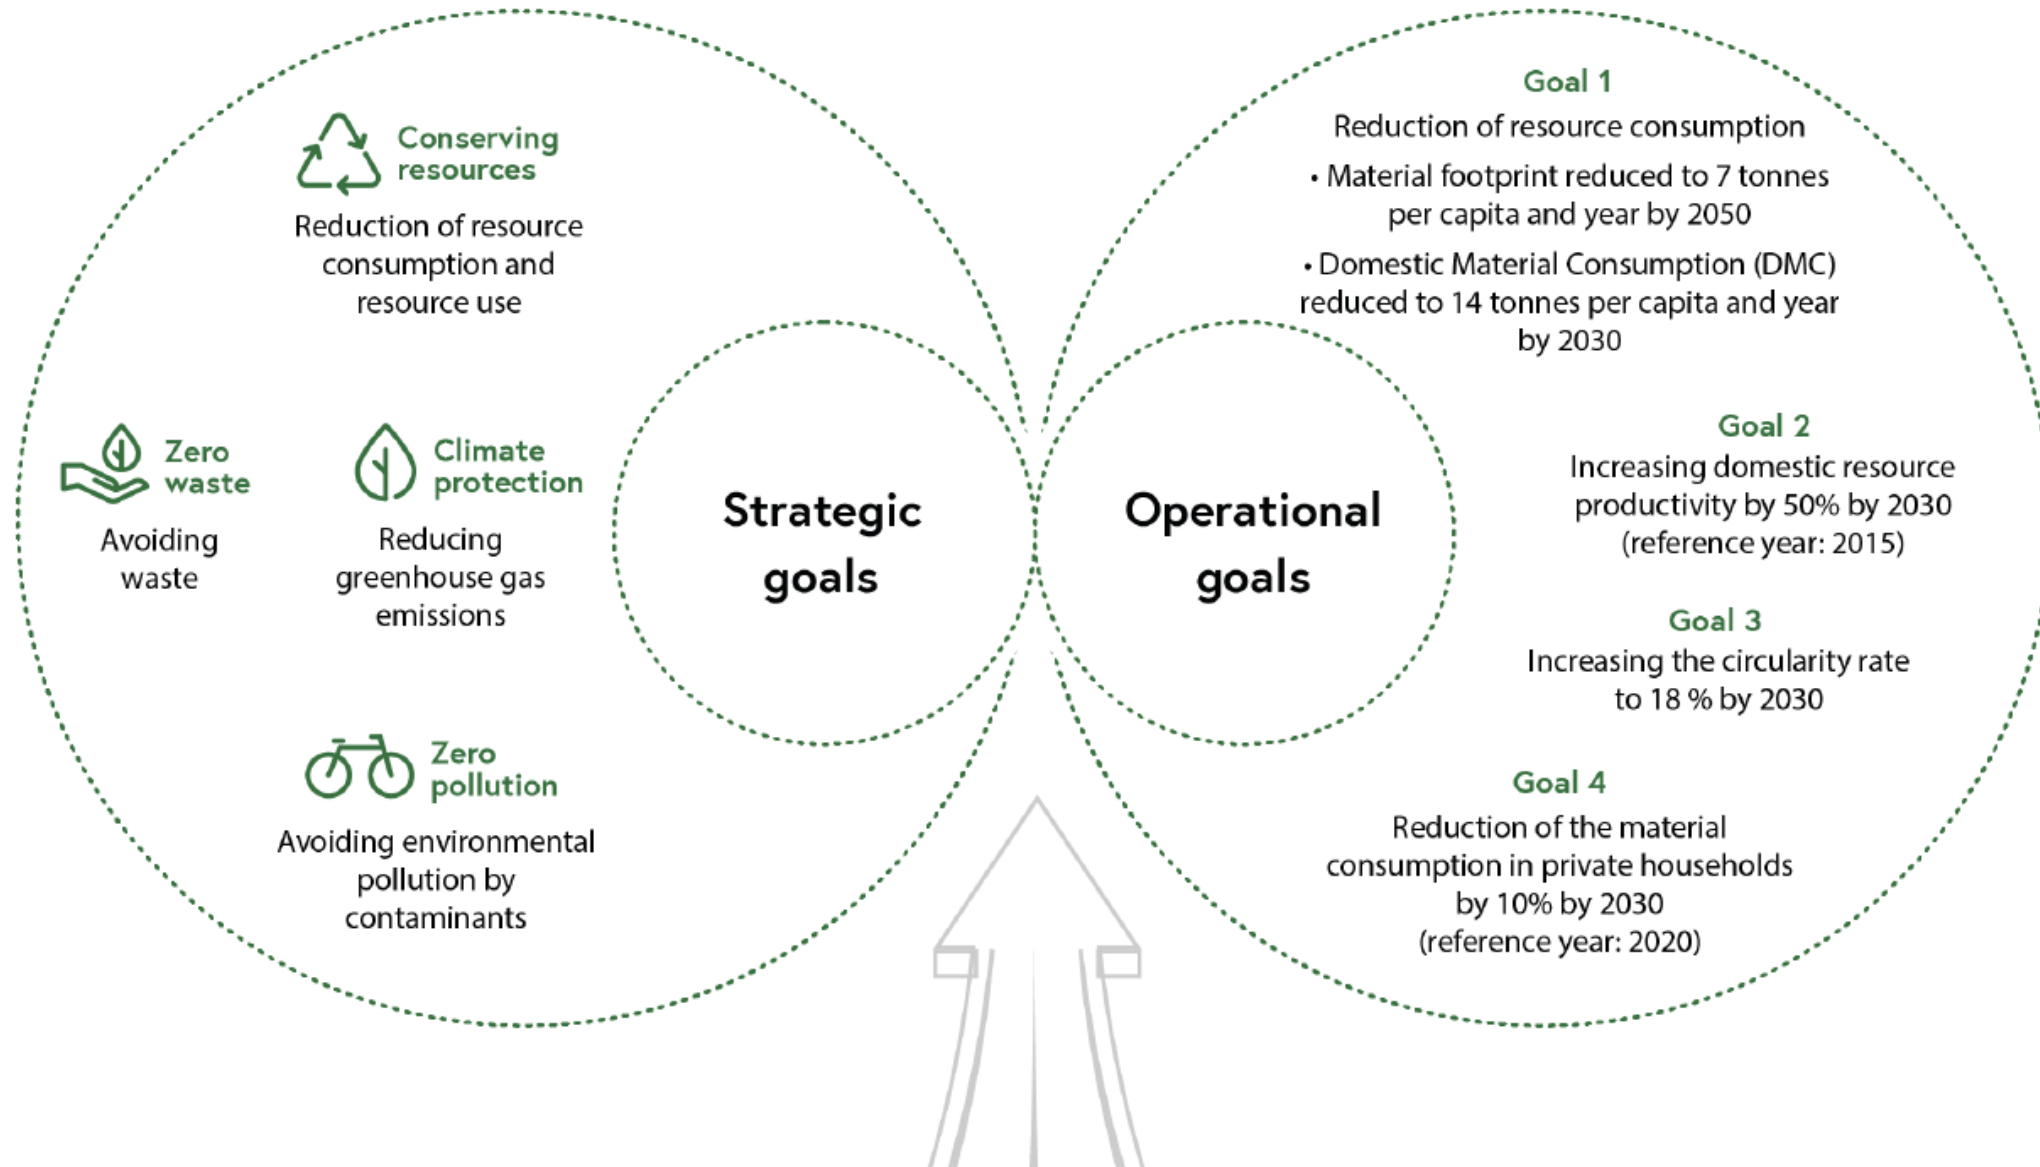 Conserving
resources
Reduction of resource
consumption and
resource use
Zero
waste
Avoiding
waste
Climate
protection
Reducing
greenhouse gas
emissions
Zero
pollution
Avoiding environmental
pollution by
contaminants
Strategic
goals
Operational
goals
Goal 1
Reduction of resource consumption
• Material footprint reduced to 7 tonnes
per capita and year by 2050
• Domestic Material Consumption (DMC)
reduced to 14 tonnes per capita and year
by 2030
Goal 2
Increasing domestic resource
productivity by 50% by 2030
(reference year: 2015)
Goal 3
Increasing the circularity rate
to 18 % by 2030
Goal 4
Reduction of the material
consumption in private households
by 10% by 2030
(reference year: 2020)